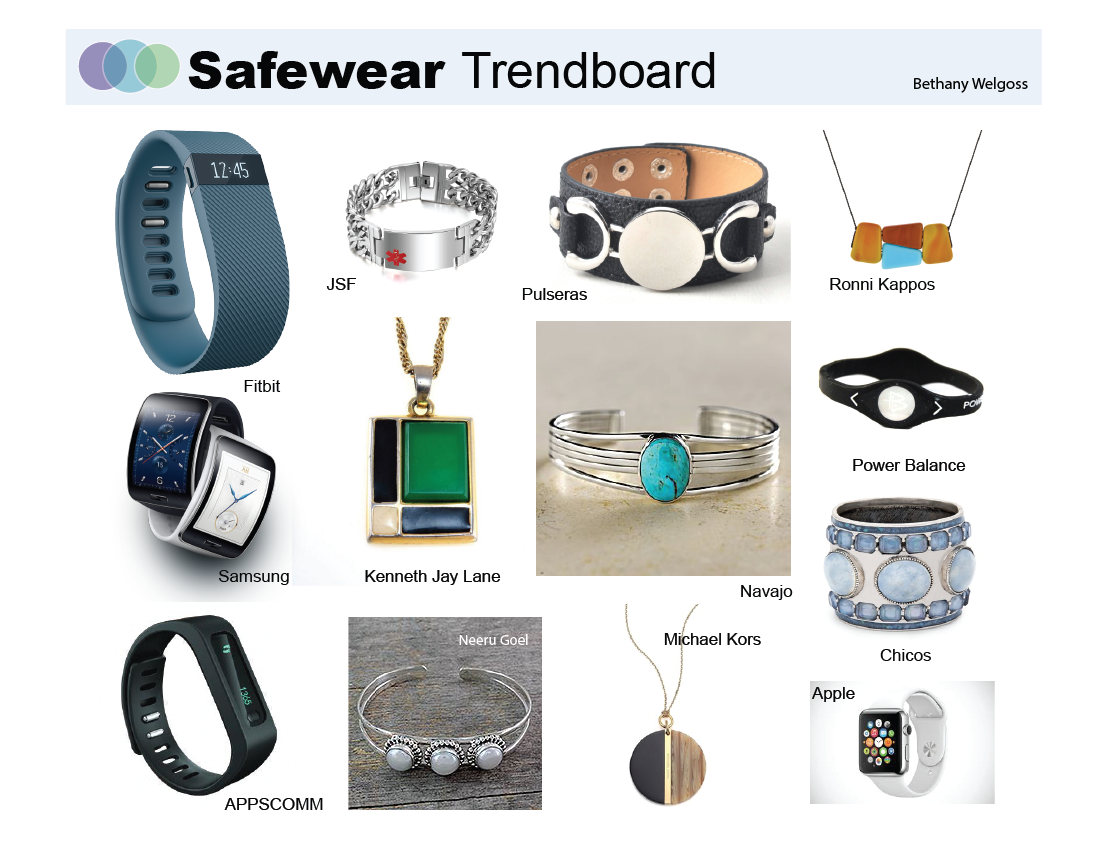 Safewear Trendboard
Bethany Welgoss
12:45
Fitbit
JSF
Pulseras
Ronni Kappos
Samsung
Kenneth Jay Lane
Navajo
POW
Power Balance
Chicos
1365
APPSCOMM
Neeru Goel
Michael Kors
Apple